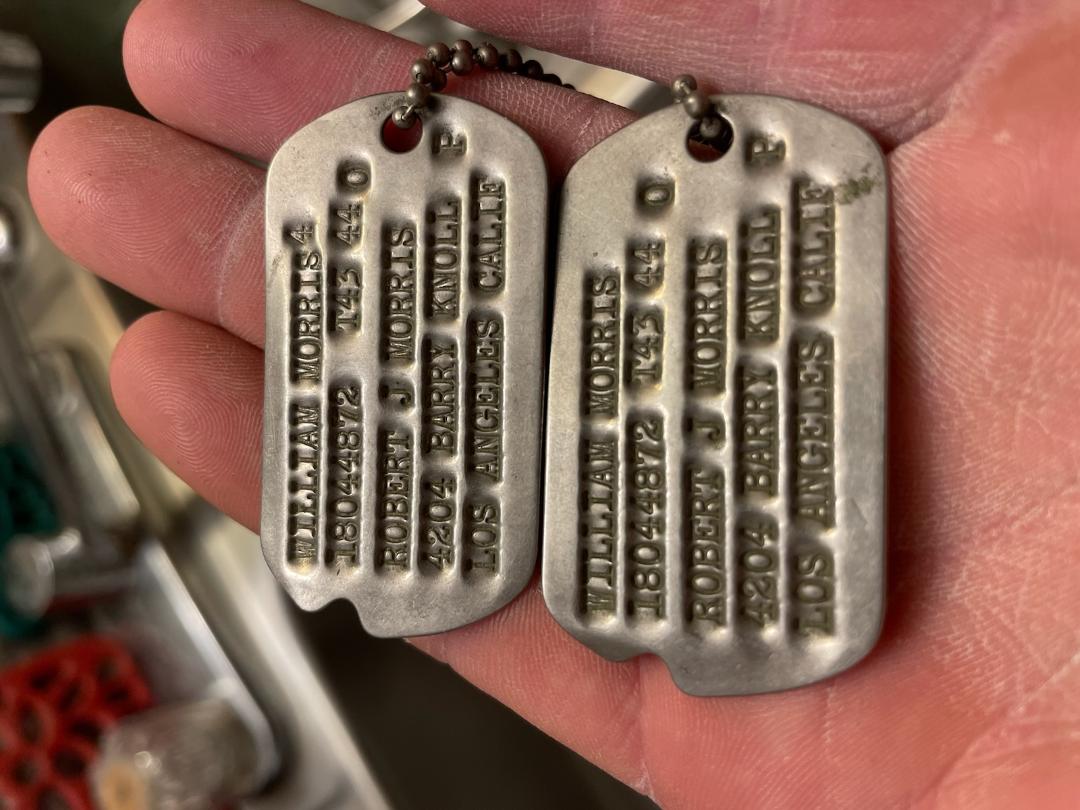 WILLIAM MORRIS 4
18044872 T43 44 O
ROBERT J MORRIS
4204 BARRY KNOLL P
LOS ANGELES CALIF
WILLIAM MORRIS
18044872 T43 44 O
ROBERT J MORRIS
4204 BARRY KNOLL P
LOS ANGELES CALIF